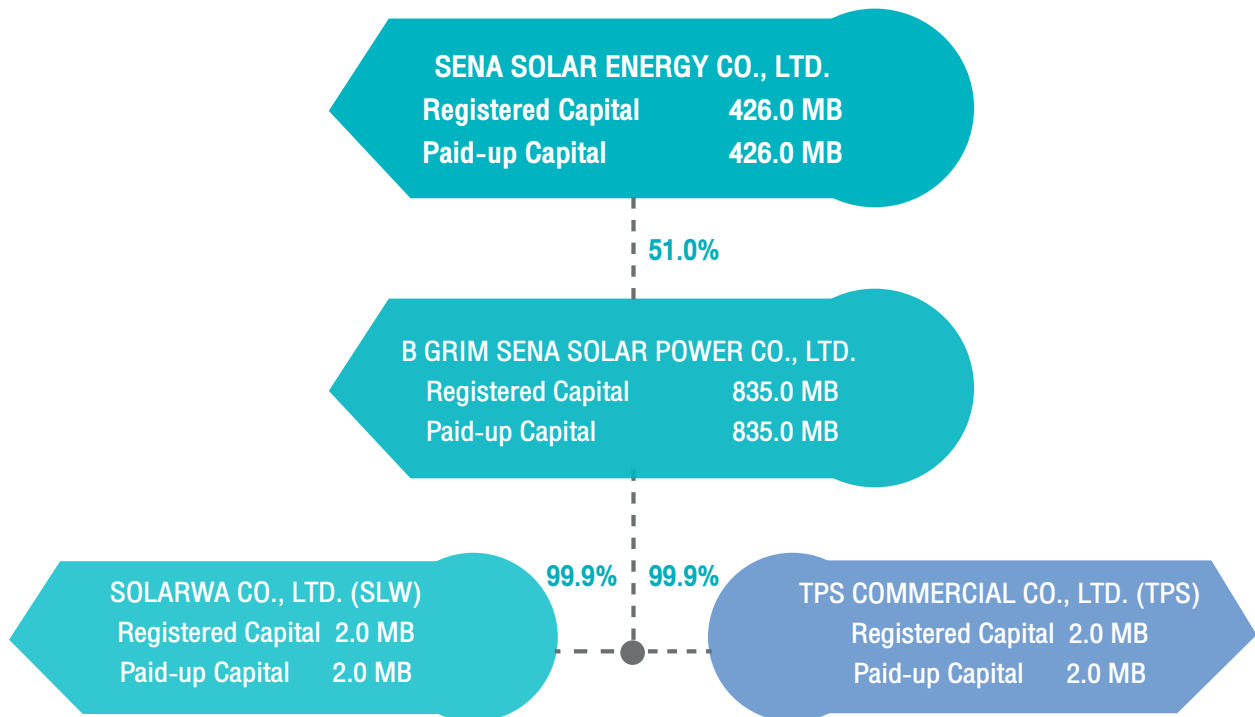 SENA SOLAR ENERGY CO., LTD.
Registered Capital 426.0 MB
Paid-up Capital 426.0 MB
51.0%
B GRIM SENA SOLAR POWER CO., LTD.
Registered Capital 835.0 MB
Paid-up Capital 835.0 MB
99.9% 99.9%
SOLARWA CO., LTD. (SLW)
Registered Capital 2.0 MB
Paid-up Capital 2.0 MB
TPS COMMERCIAL CO., LTD. (TPS)
Registered Capital 2.0 MB
Paid-up Capital 2.0 MB